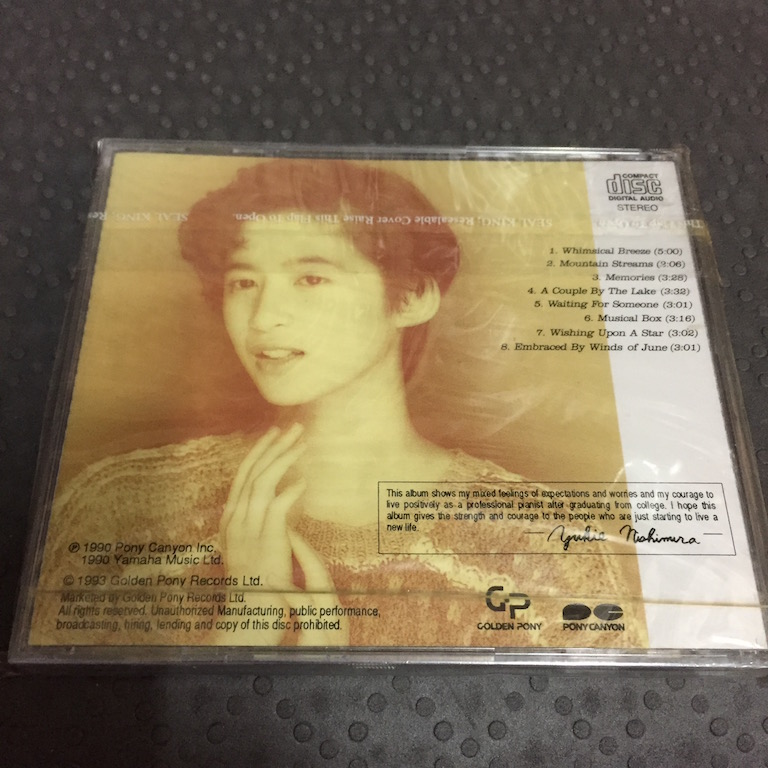 COMPACT
disc
DIGITAL AUDIO
STEREO
SEAL KING, Resealable Cover Raise This Flap To Open.
SEAL KING, Re
1. Whimsical Breeze (5:00)
2. Mountain Streams (3:06)
3. Memories (3:28)
4. A Couple By The Lake (3:32)
5. Waiting For Someone (3:01)
6. Musical Box (3:16)
7. Wishing Upon A Star (3:02)
8. Embraced By Winds of June (3:01)
This album shows my mixed feelings of expectations and worries and my courage to
live positively as a professional pianist after graduating from college. I hope this
album gives the strength and courage to the people who are just starting to live a
new life.
Yukie Nishimura
℗ 1990 Pony Canyon Inc.
1990 Yamaha Music Ltd.
© 1993 Golden Pony Records Ltd.
Marketed by Golden Pony Records Ltd.
All rights reserved. Unauthorized Manufacturing, public performance,
broadcasting, hiring, lending and copy of this disc prohibited.
GP
GOLDEN PONY
PC
PONY CANYON